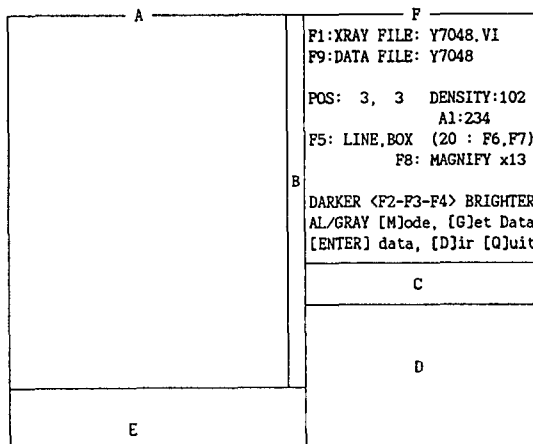 A
F
F1:XRAY FILE: Y7048.VI
F9:DATA FILE: Y7048
POS: 3, 3 DENSITY:102
Al:234
F5: LINE,BOX (20 : F6,F7)
F8: MAGNIFY x13
B
DARKER <F2-F3-F4> BRIGHTER
AL/GRAY [M]ode, [G]et Data
[ENTER] data, [D]ir [Q]uit
C
D
E